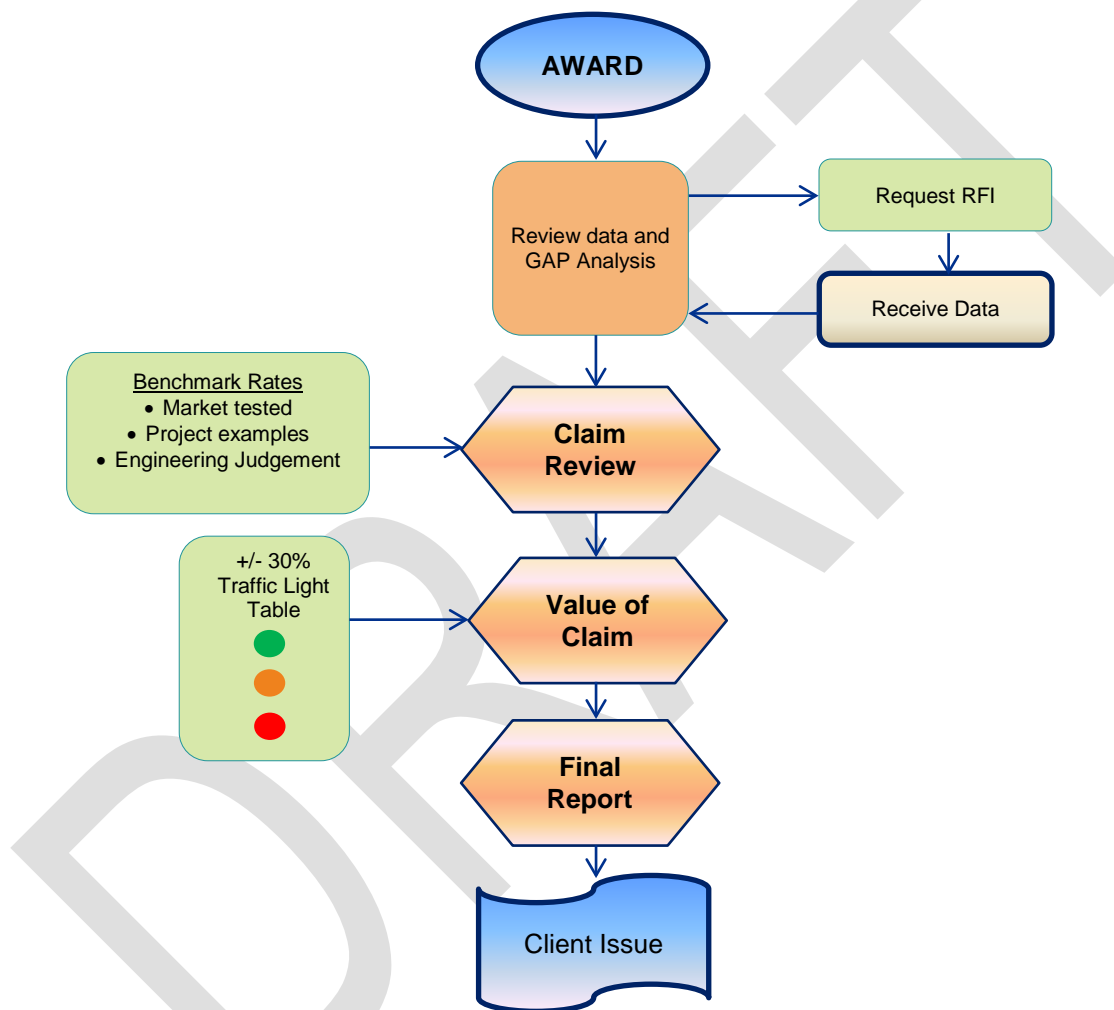 AWARD
Review data and
GAP Analysis
Request RFI
Receive Data
Benchmark Rates
• Market tested
• Project examples
• Engineering Judgement
Claim
Review
+/- 30%
Traffic Light
Table
Value of
Claim
Final
Report
Client Issue
DRAFT